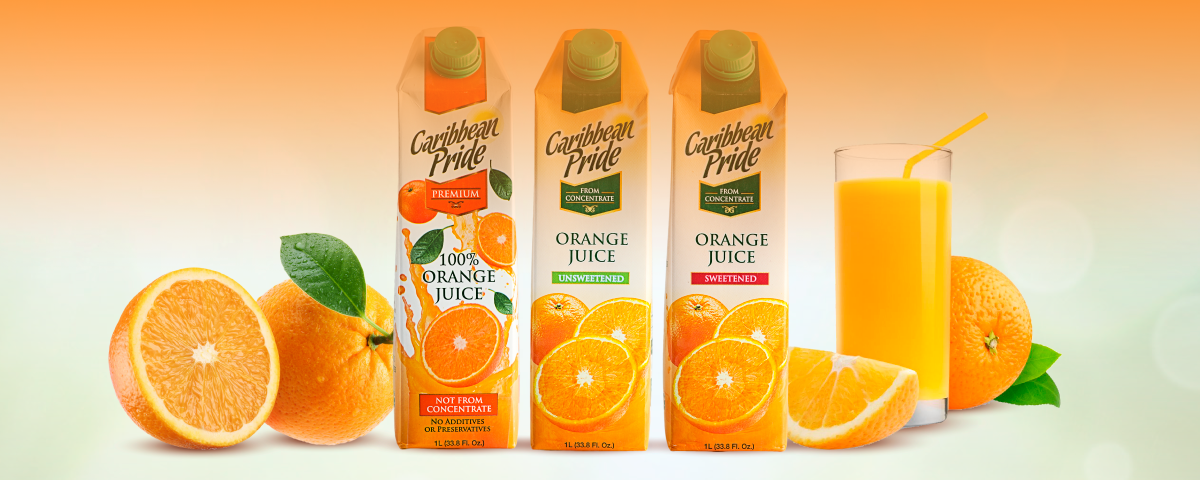 Caribbean
Pride
PREMIUM
100%
ORANGE
JUICE
NOT FROM
CONCENTRATE
NO ADDITIVES
OR PRESERVATIVES
1L (33.8 Fl. Oz.)
Caribbean
Pride
FROM
CONCENTRATE
ORANGE
JUICE
UNSWEETENED
1L (33.8 Fl. Oz.)
Caribbean
Pride
FROM
CONCENTRATE
ORANGE
JUICE
SWEETENED
1L (33.8 Fl. Oz.)